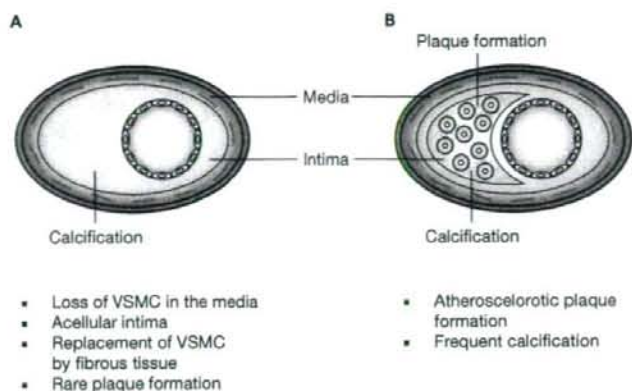 A
B
Plaque formation
Media
Intima
Calcification
Calcification
▪ Loss of VSMC in the media
▪ Acellular intima
▪ Replacement of VSMC
by fibrous tissue
▪ Rare plaque formation
▪ Atheroscelorotic plaque
formation
▪ Frequent calcification